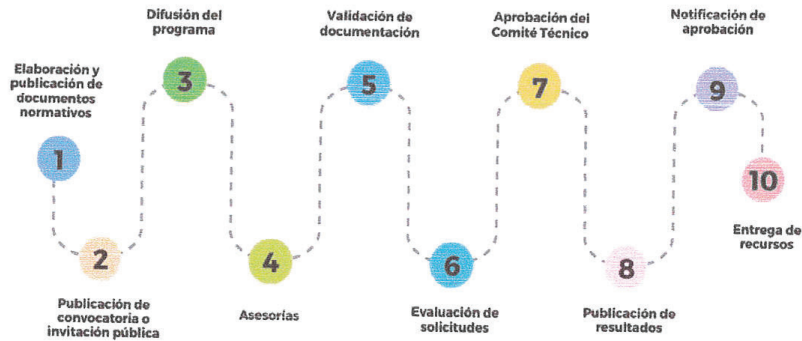 Elaboración y
publicación de
documentos
normativos
1
2
Publicación de
convocatoria o
invitación pública
Difusión del
programa
3
4
Asesorías
Validación de
documentación
5
6
Evaluación de
solicitudes
Aprobación del
Comité Técnico
7
8
Publicación de
resultados
Notificación de
aprobación
9
10
Entrega de
recursos